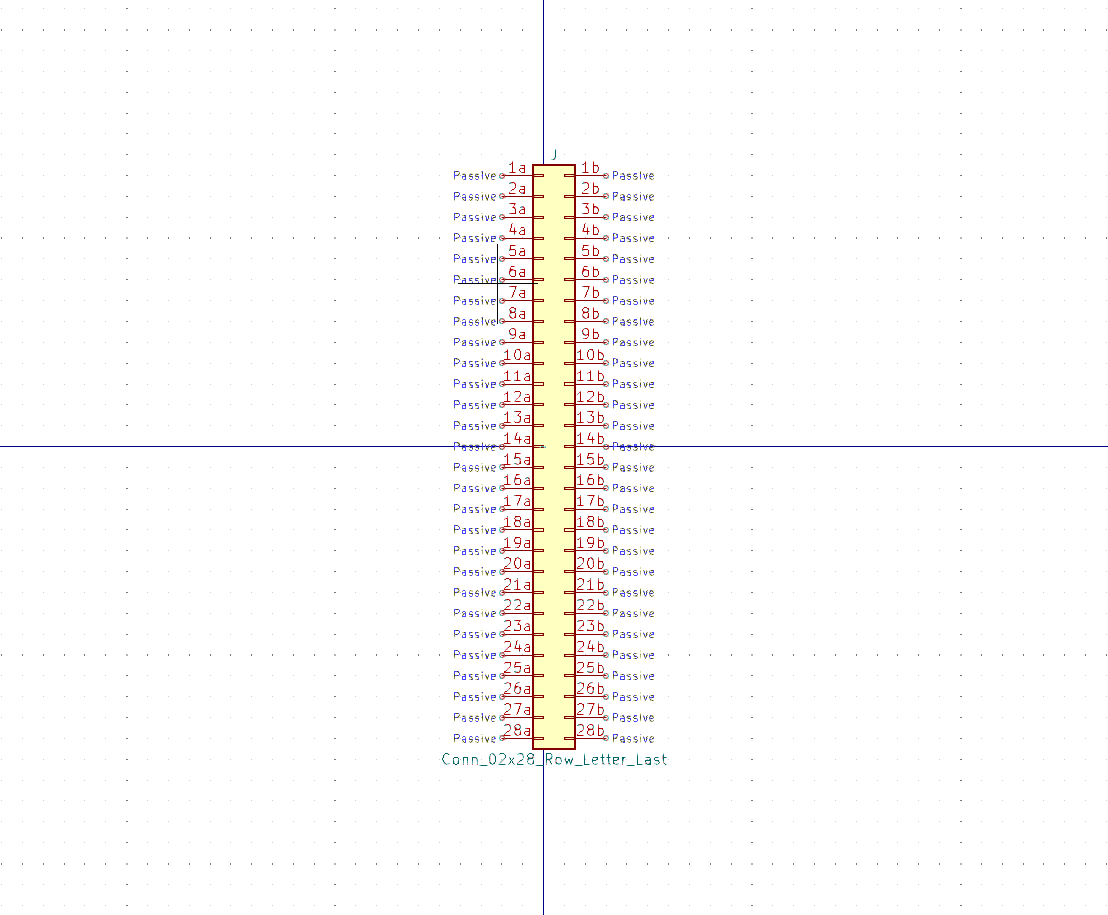 J
Passive 1a 1b Passive
Passive 2a 2b Passive
Passive 3a 3b Passive
Passive 4a 4b Passive
Passive 5a 5b Passive
Passive 6a 6b Passive
Passive 7a 7b Passive
Passive 8a 8b Passive
Passive 9a 9b Passive
Passive 10a 10b Passive
Passive 11a 11b Passive
Passive 12a 12b Passive
Passive 13a 13b Passive
Passive 14a 14b Passive
Passive 15a 15b Passive
Passive 16a 16b Passive
Passive 17a 17b Passive
Passive 18a 18b Passive
Passive 19a 19b Passive
Passive 20a 20b Passive
Passive 21a 21b Passive
Passive 22a 22b Passive
Passive 23a 23b Passive
Passive 24a 24b Passive
Passive 25a 25b Passive
Passive 26a 26b Passive
Passive 27a 27b Passive
Passive 28a 28b Passive
Conn_02x28_Row_Letter_Last